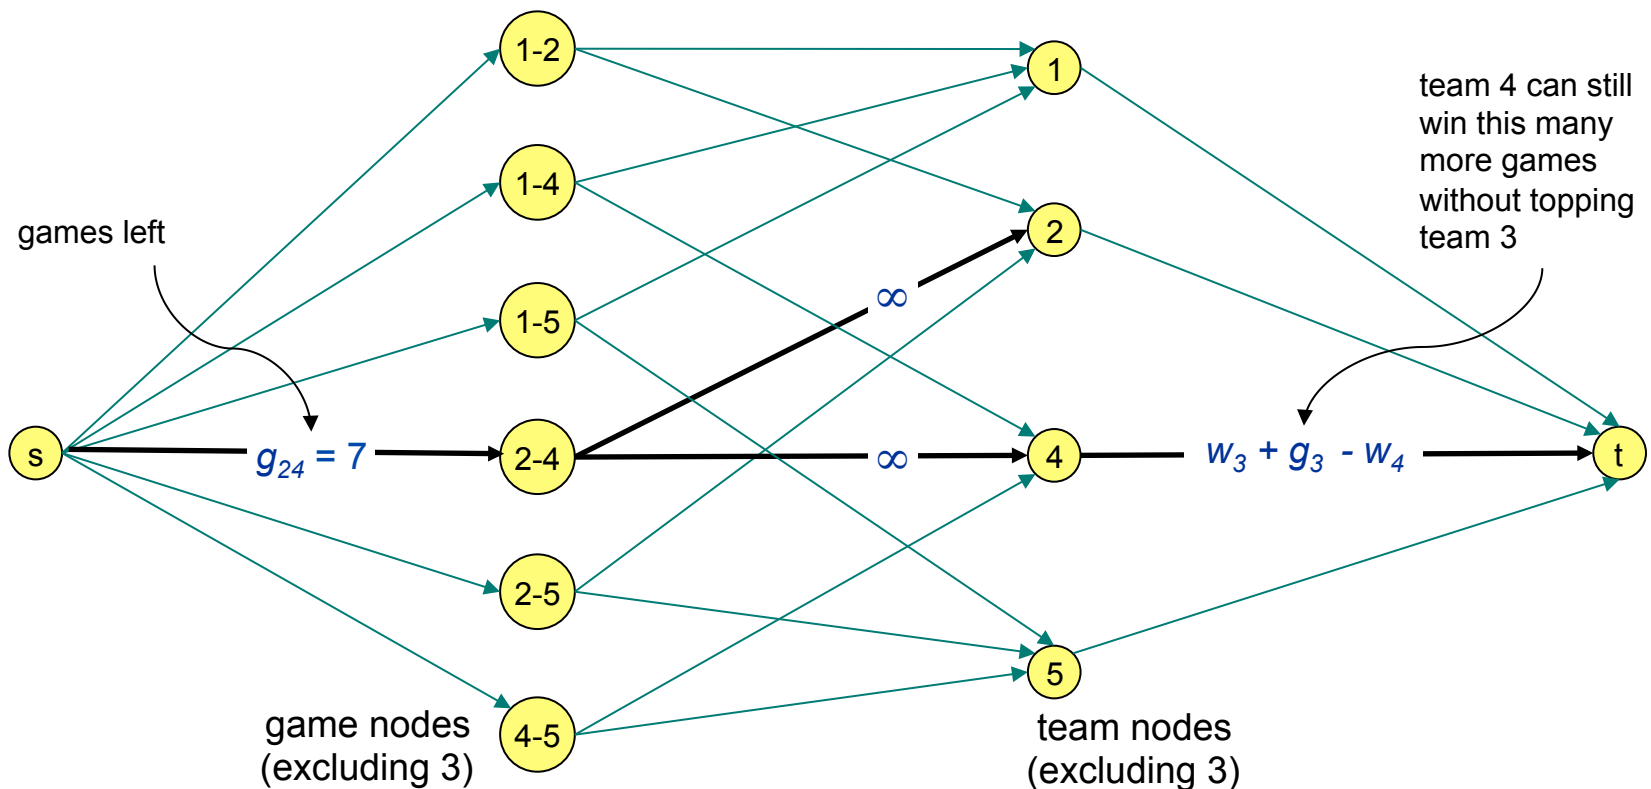 1-2
1
team 4 can still
win this many
more games
without topping
team 3
1-4
games left
2
∞
1-5
s
g₂₄ = 7
2-4
∞
4
w₃ + g₃ - w₄
t
2-5
5
4-5
game nodes
(excluding 3)
team nodes
(excluding 3)